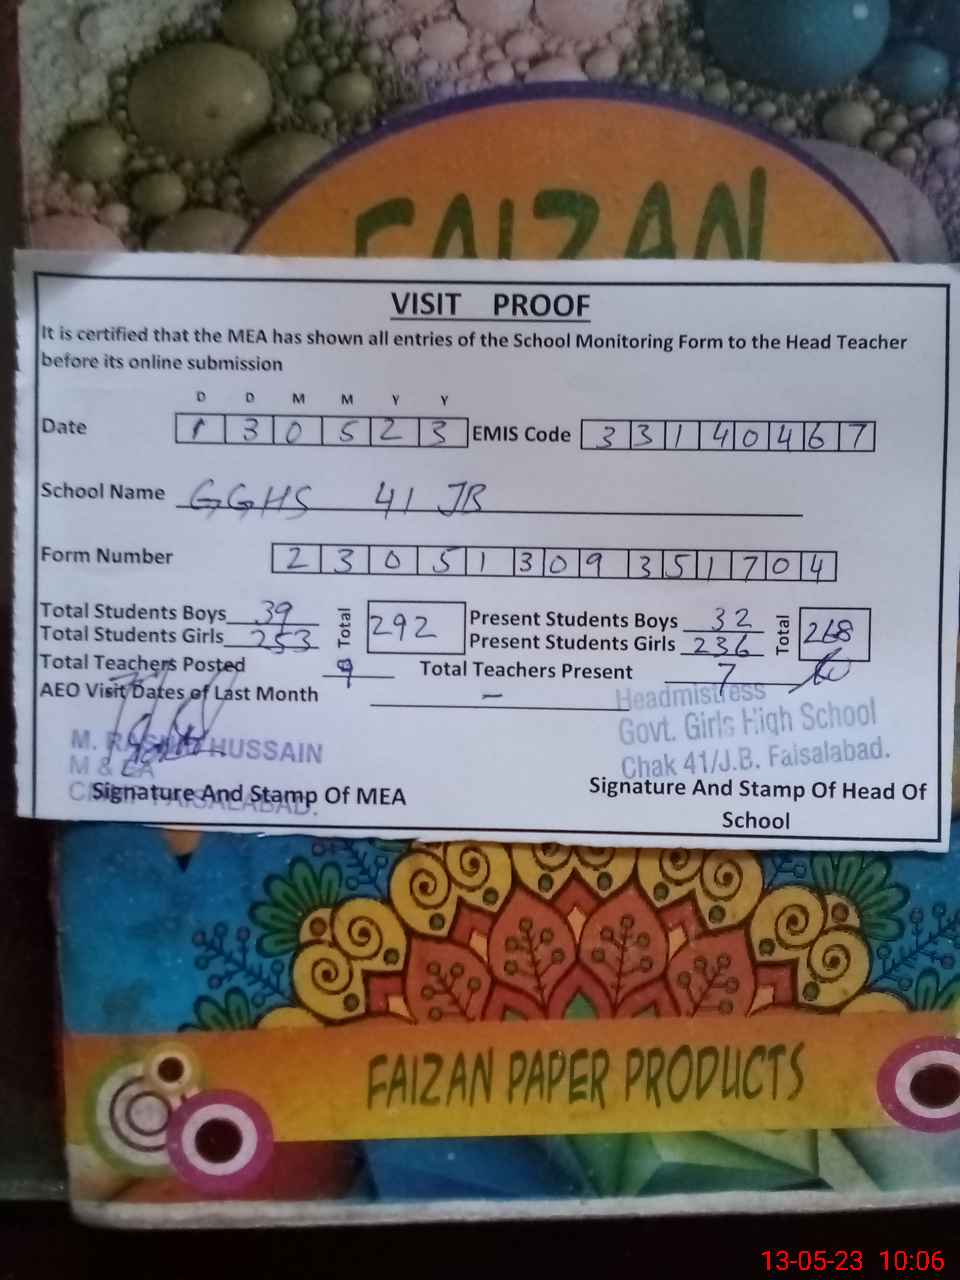 FAIZAN
VISIT PROOF
It is certified that the MEA has shown all entries of the School Monitoring Form to the Head Teacher
before its online submission
D D M M Y Y
Date 1 3 0 5 2 3 EMIS Code 3 3 1 4 0 4 6 7
School Name GGHS 41 JB
Form Number 2 3 0 5 1 3 0 9 3 5 1 7 0 4
Total Students Boys 39 Total 292 Present Students Boys 32 Total 268
Total Students Girls 253 Present Students Girls 236
Total Teachers Posted 9 Total Teachers Present 7
AEO Visit Dates of Last Month –
Headmistress
Govt. Girls High School
Chak 41/J.B. Faisalabad.
M. HUSSAIN
M & EA
FAISALABAD.
Signature And Stamp Of MEA
Signature And Stamp Of Head Of
School
FAIZAN PAPER PRODUCTS
13-05-23 10:06